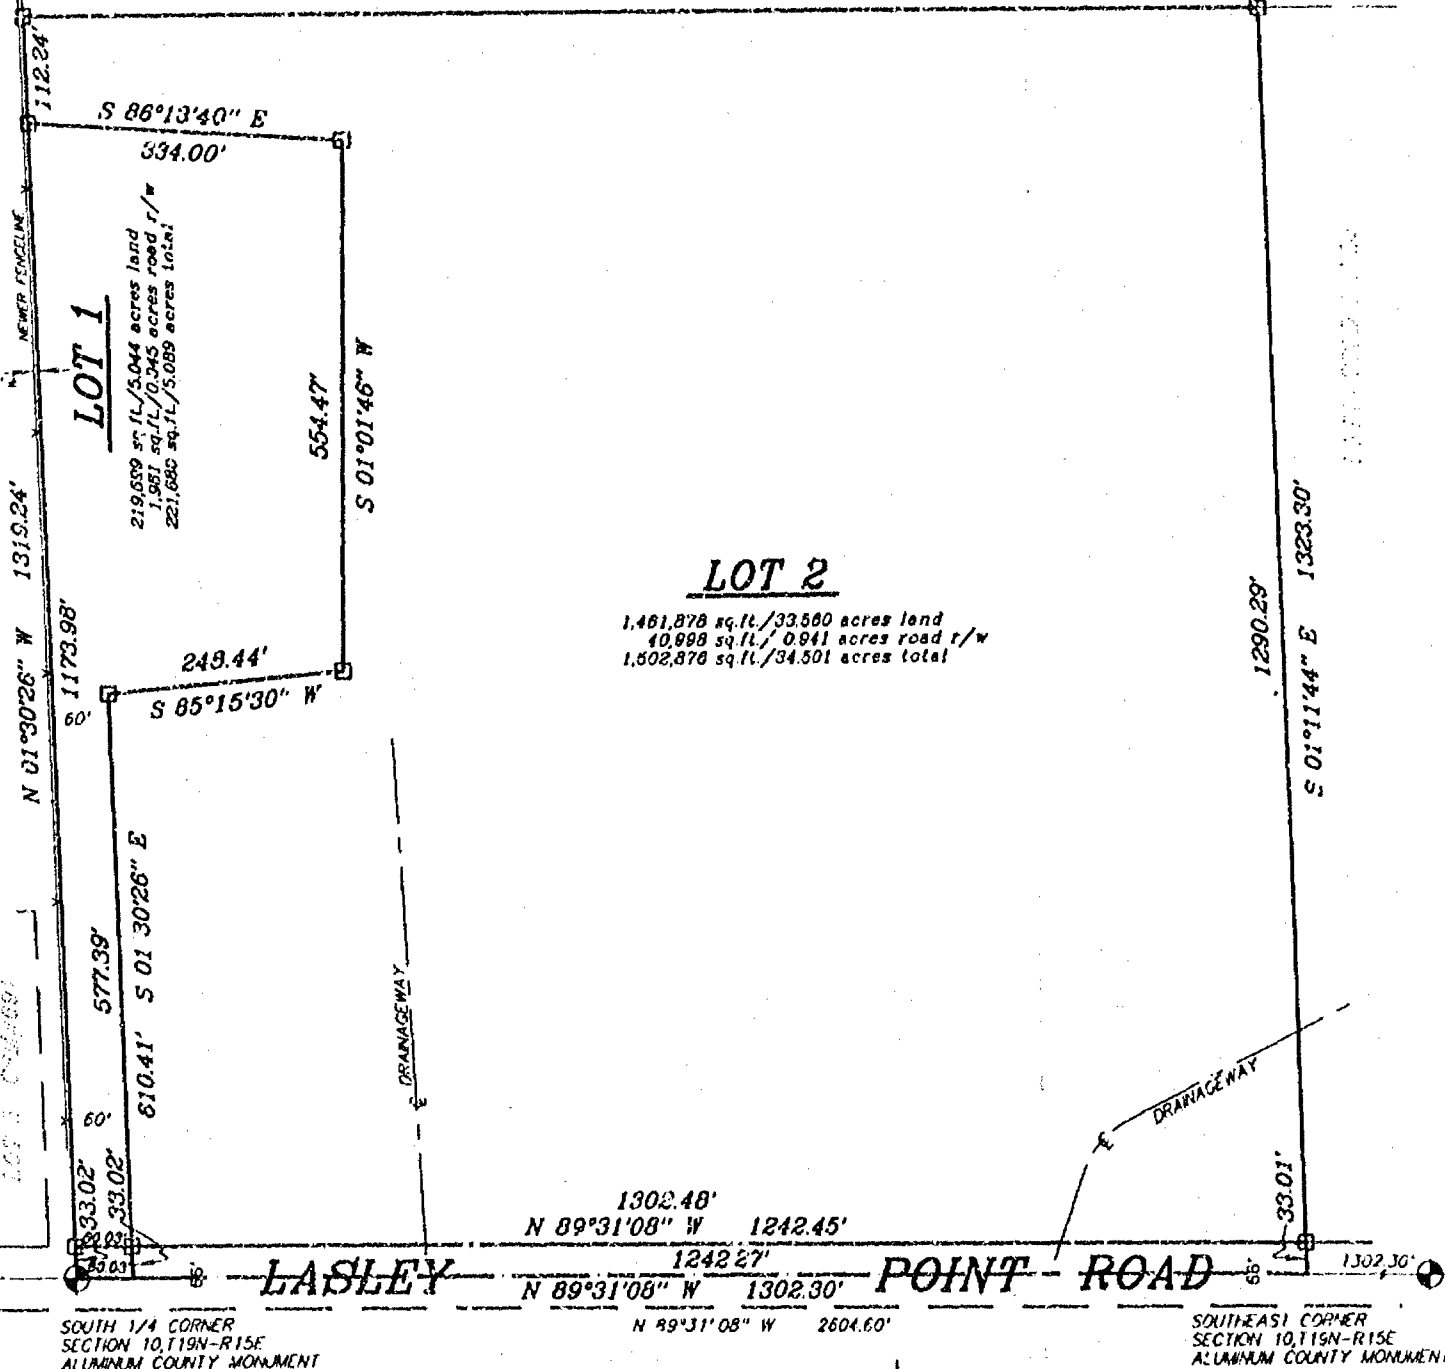 112.24'
S 86°13'40" E
334.00'
NEWER FENCELINE
LOT 1
219,699 sq.ft./5.044 acres land
1,981 sq.ft./0.345 acres road r/w
221,680 sq.ft./5.089 acres total
554.47'
S 01°01'46" W
N 01°30'26" W 1319.24'
1173.98'
249.44'
S 85°15'30" W
60'
LOT 2
1,461,878 sq.ft./33.560 acres land
40,998 sq.ft./ 0.941 acres road r/w
1,502,876 sq.ft./34.501 acres total
1290.29'
S 01°11'44" E 1323.30'
577.39'
610.41' S 01 30'26" E
DRAINAGEWAY
DRAINAGEWAY
60'
33.02'
33.02'
60.03'
33.01'
1302.48'
N 89°31'08" W 1242.45'
1242.27'
LASLEY POINT ROAD
66'
N 89°31'08" W 1302.30'
1302.30'
N 89°31'08" W 2604.60'
SOUTH 1/4 CORNER
SECTION 10,T19N-R15E
ALUMINUM COUNTY MONUMENT
SOUTHEAST CORNER
SECTION 10,T19N-R15E
ALUMINUM COUNTY MONUMENT